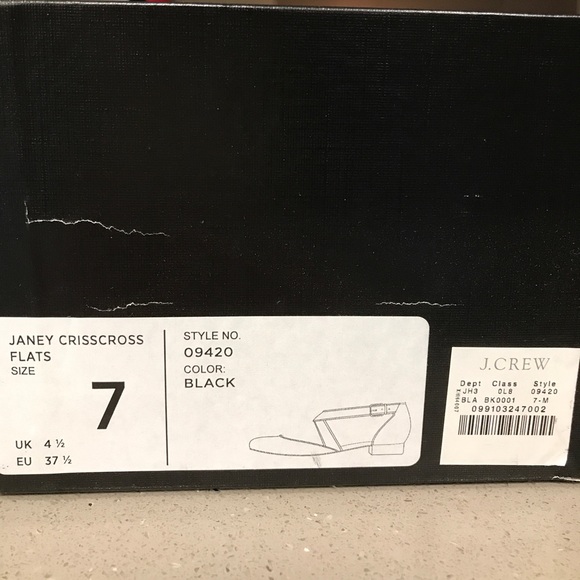 JANEY CRISSCROSS
FLATS
SIZE
7
UK 4 ½
EU 37 ½
STYLE NO.
09420
COLOR:
BLACK
J.CREW
Dept Class Style
JH3 0L8 09420
BLA BK0001 7-M
099103247002